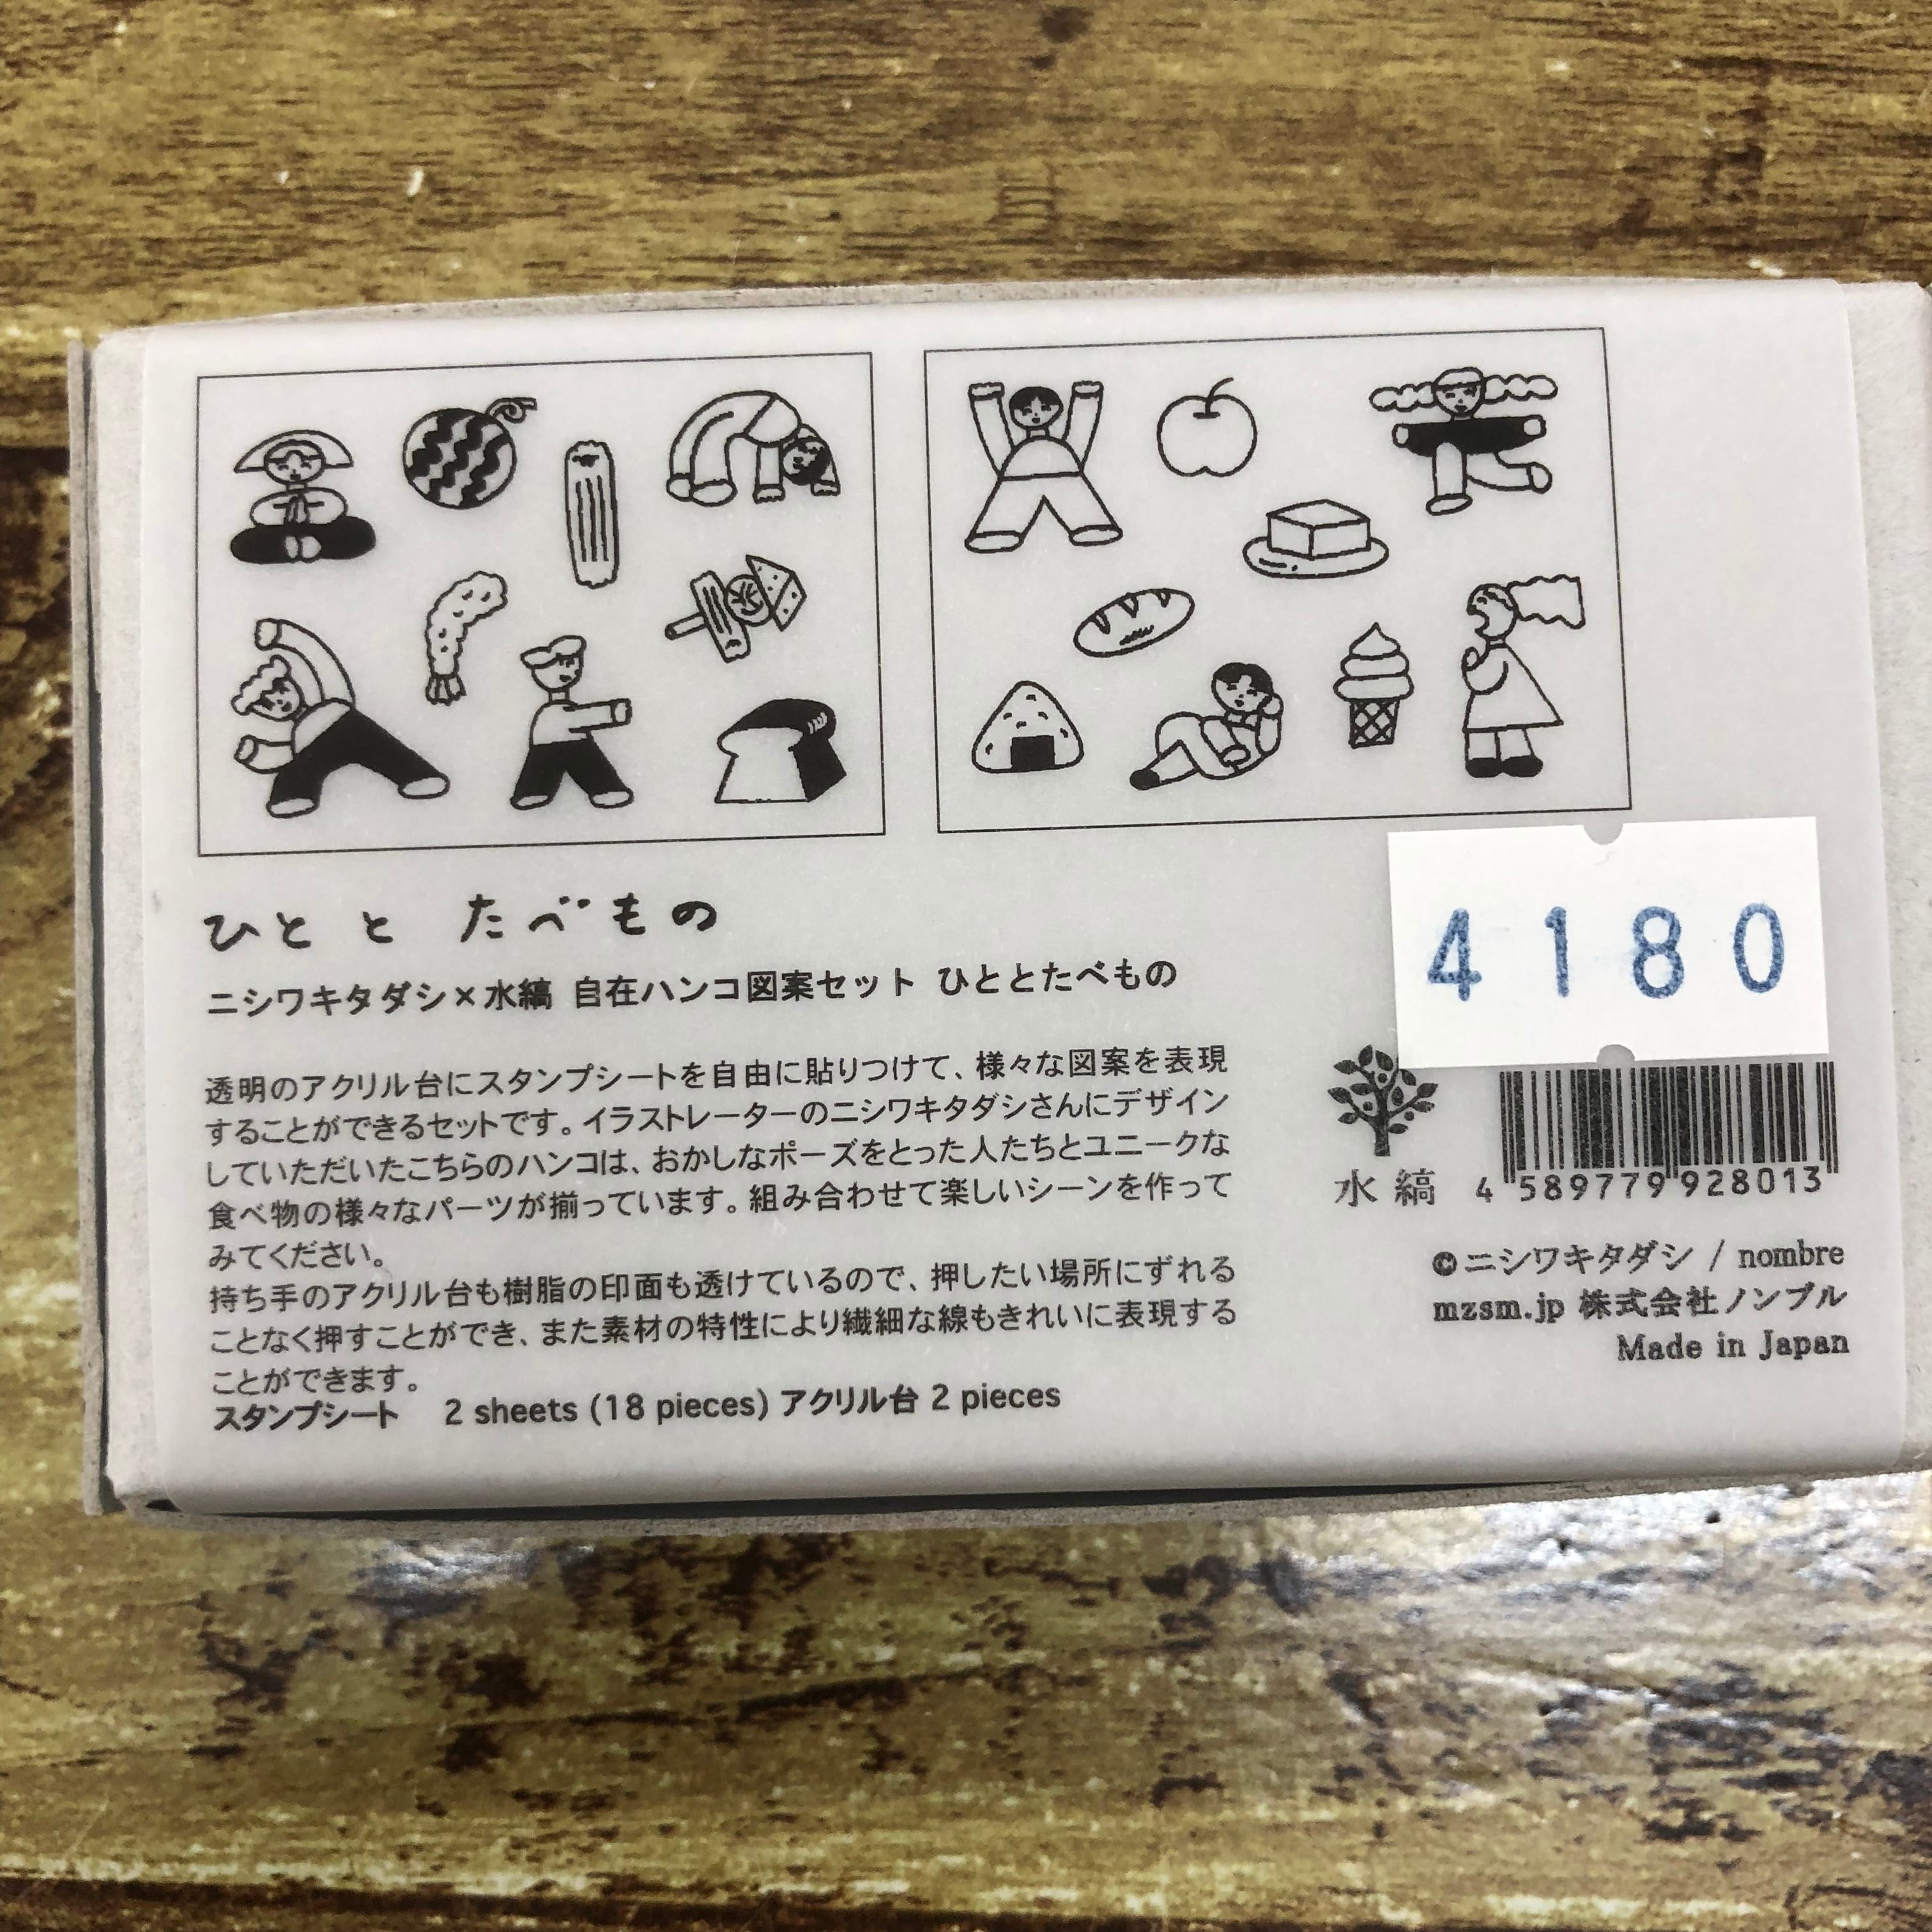 ひと と たべもの
ニシワキタダシ×水縞 自在ハンコ図案セット ひととたべもの
透明のアクリル台にスタンプシートを自由に貼りつけて、様々な図案を表現
することができるセットです。イラストレーターのニシワキタダシさんにデザイン
していただいたこちらのハンコは、おかしなポーズをとった人たちとユニークな
食べ物の様々なパーツが揃っています。組み合わせて楽しいシーンを作って
みてください。
持ち手のアクリル台も樹脂の印面も透けているので、押したい場所にずれる
ことなく押すことができ、また素材の特性により繊細な線もきれいに表現する
ことができます。
スタンプシート 2 sheets (18 pieces) アクリル台 2 pieces
4180
水縞
4 589779 928013
©ニシワキタダシ / nombre
mzsm.jp 株式会社ノンブル
Made in Japan